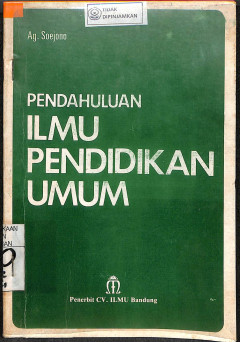 Ag. Soejono
TIDAK
DIPINJAMKAN
PENDAHULUAN
ILMU
PENDIDIKAN
UMUM
Penerbit CV. ILMU Bandung